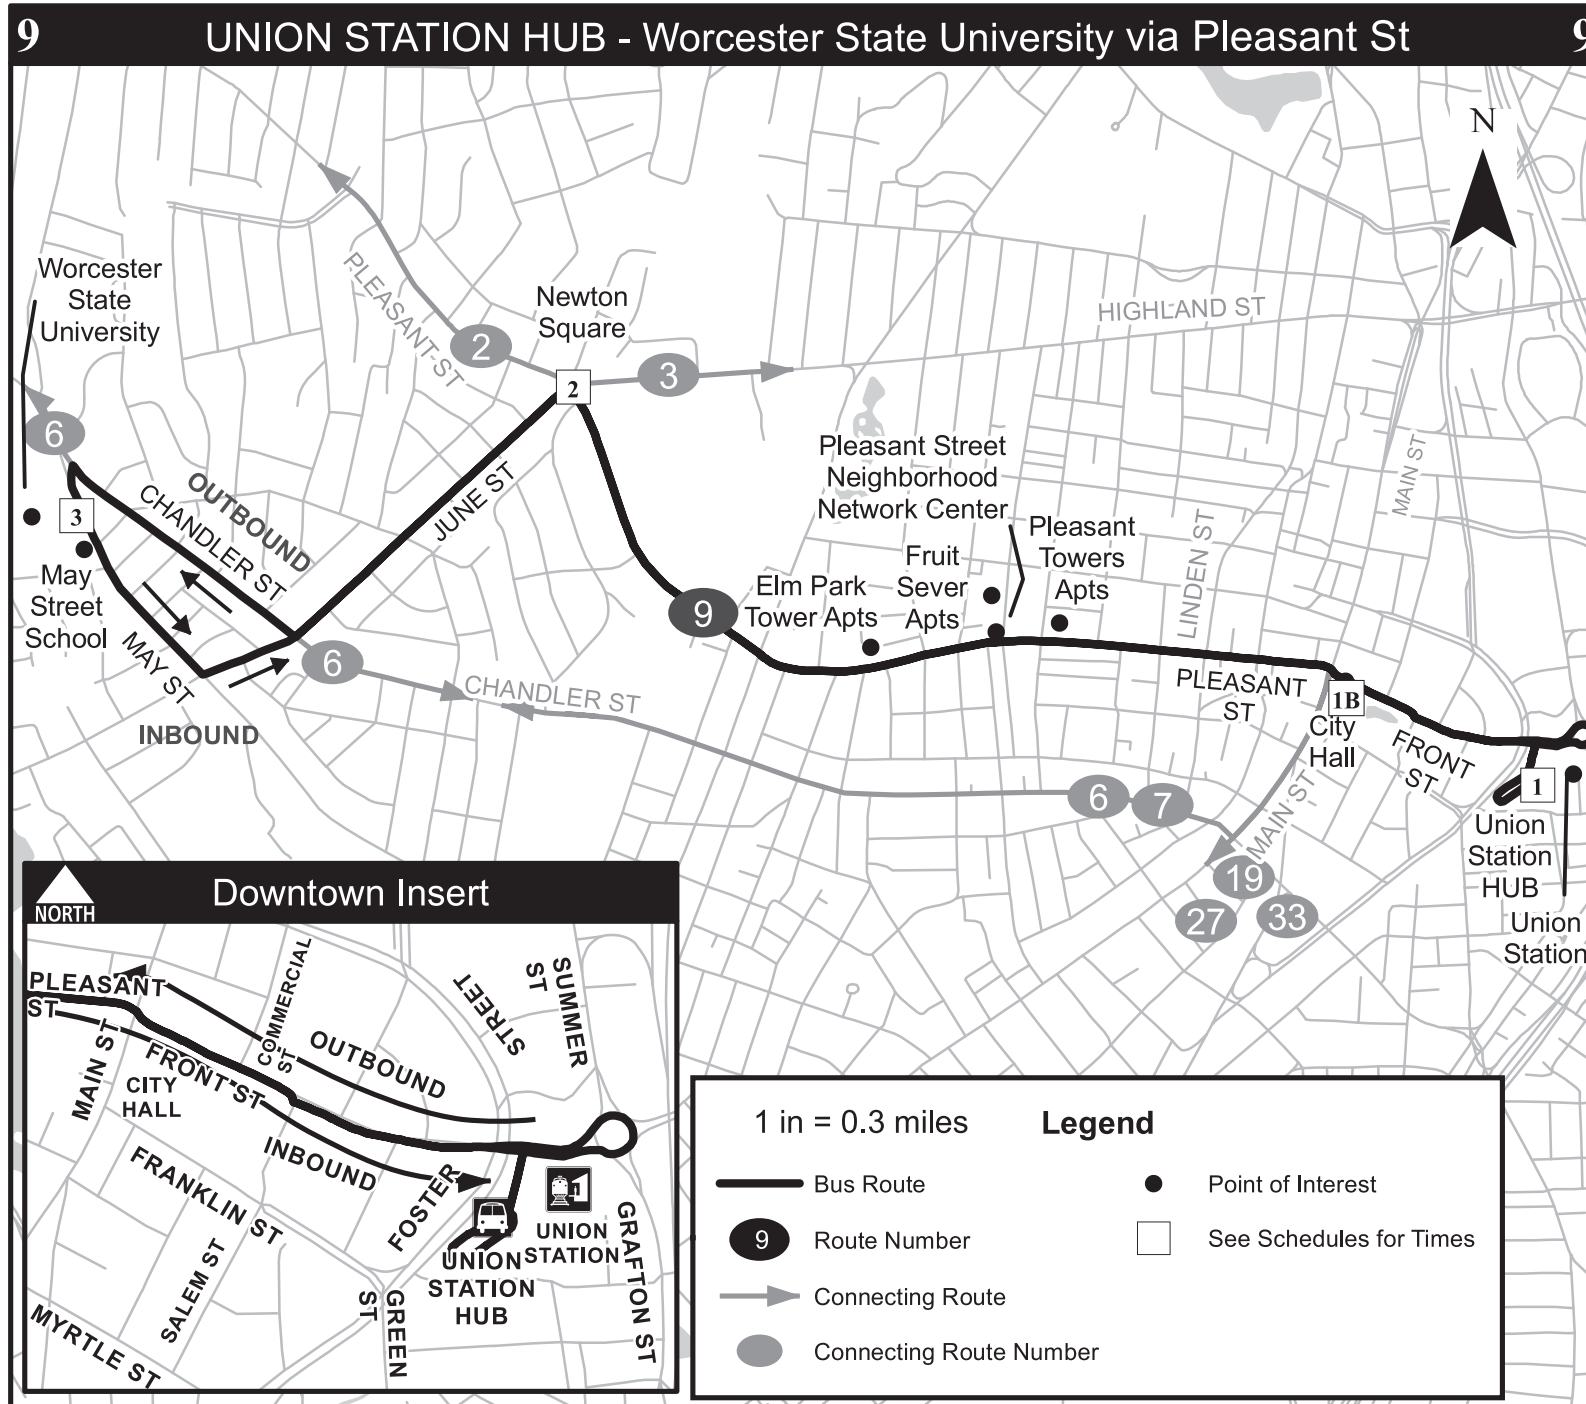 9 UNION STATION HUB - Worcester State University via Pleasant St 9
N
Worcester
State
University
PLEASANT ST
Newton
Square
HIGHLAND ST
2
3
2
6
OUTBOUND
CHANDLER ST
JUNE ST
3
May
Street
School
MAY ST
INBOUND
6
CHANDLER ST
9
Pleasant Street
Neighborhood
Network Center
Pleasant
Towers
Apts
Fruit
Sever
Apts
Elm Park
Tower Apts
LINDEN ST
MAIN ST
PLEASANT
ST
1B
City
Hall
FRONT
ST
MAIN ST
6
7
19
27
33
1
Union
Station
HUB
Union
Station
Downtown Insert
NORTH
PLEASANT
ST
MAIN ST
CITY
HALL
FRONT ST
COMMERCIAL
ST
OUTBOUND
INBOUND
STREET
SUMMER
ST
FRANKLIN ST
FOSTER
SALEM ST
MYRTLE ST
GREEN
ST
UNION
STATION
HUB
UNION
STATION
GRAFTON ST
1 in = 0.3 miles
Legend
Bus Route
9 Route Number
Connecting Route
Connecting Route Number
Point of Interest
See Schedules for Times